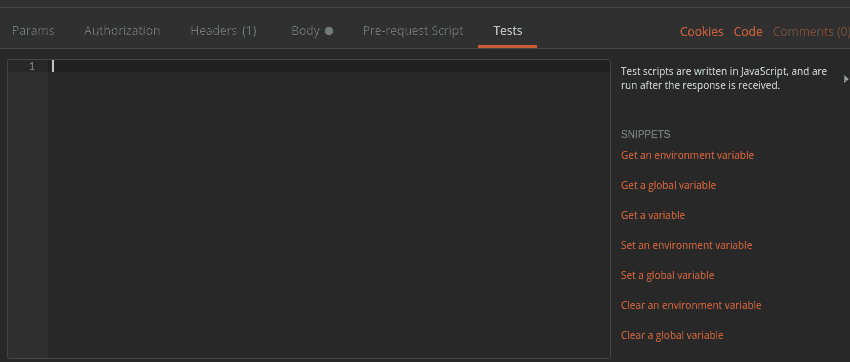 Params Authorization Headers (1) Body Pre-request Script Tests Cookies Code Comments (0)
1
Test scripts are written in JavaScript, and are
run after the response is received.
SNIPPETS
Get an environment variable
Get a global variable
Get a variable
Set an environment variable
Set a global variable
Clear an environment variable
Clear a global variable